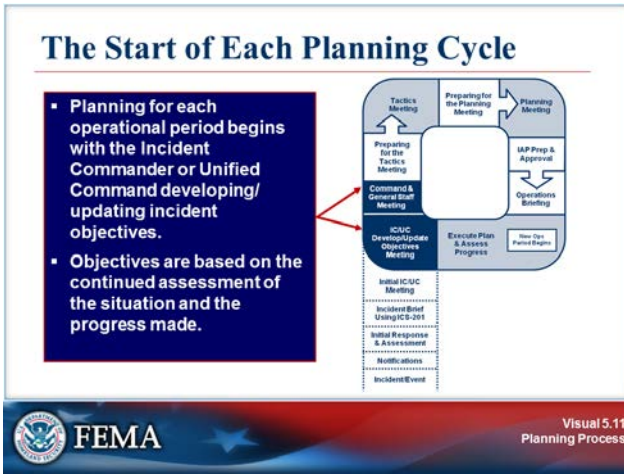 The Start of Each Planning Cycle
▪ Planning for each
operational period begins
with the Incident
Commander or Unified
Command developing/
updating incident
objectives.
▪ Objectives are based on the
continued assessment of
the situation and the
progress made.
Tactics
Meeting
Preparing for
the Planning
Meeting
Planning
Meeting
Preparing
for the
Tactics
Meeting
IAP Prep &
Approval
Command &
General Staff
Meeting
Operations
Briefing
IC/UC
Develop/Update
Objectives
Meeting
Execute Plan
& Assess
Progress
New Ops
Period Begins
Initial IC/UC
Meeting
Incident Brief
Using ICS-201
Initial Response
& Assessment
Notifications
Incident/Event
FEMA
Visual 5.11
Planning Process